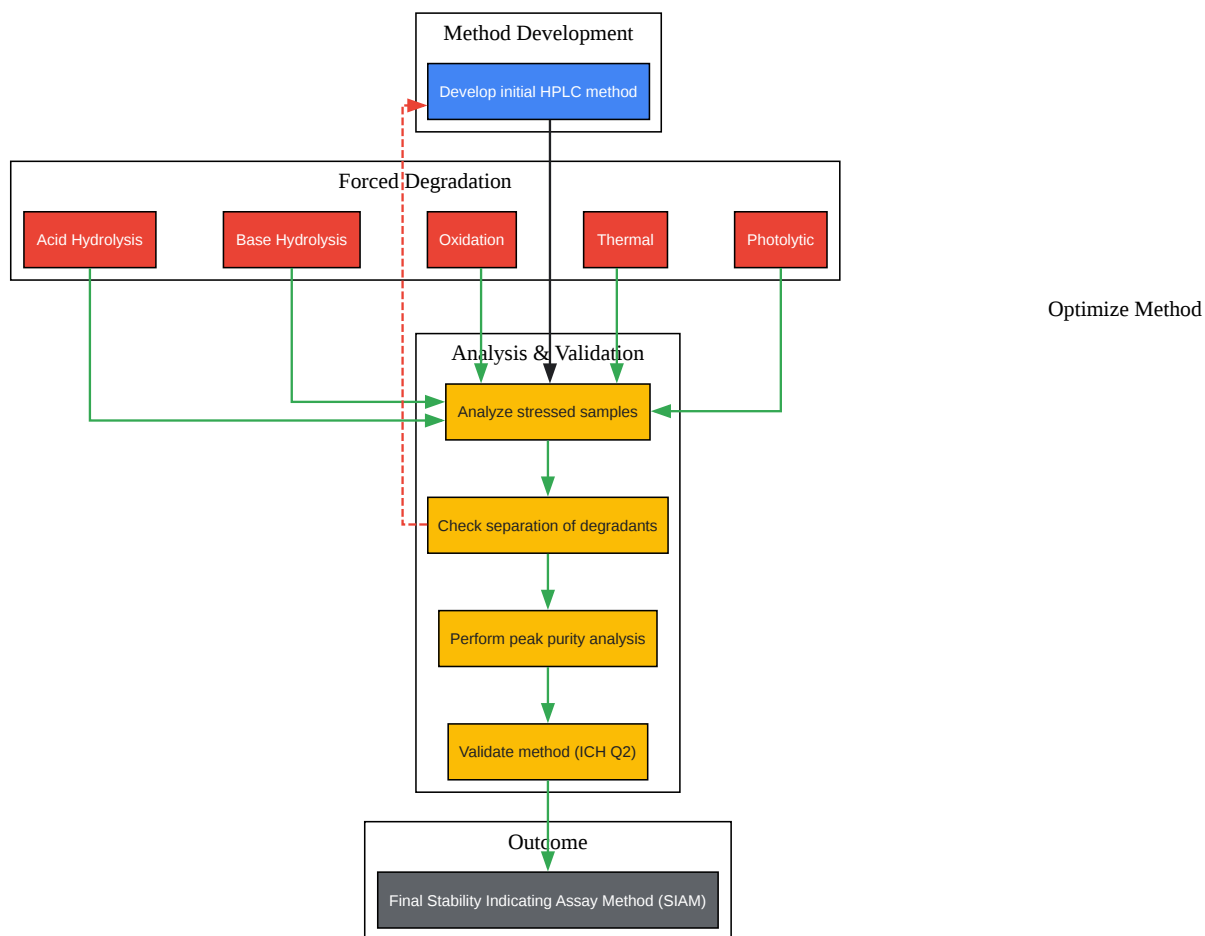 Method Development
Develop initial HPLC method
Forced Degradation
Acid Hydrolysis
Base Hydrolysis
Oxidation
Thermal
Photolytic
Optimize Method
Analysis & Validation
Analyze stressed samples
Check separation of degradants
Perform peak purity analysis
Validate method (ICH Q2)
Outcome
Final Stability Indicating Assay Method (SIAM)